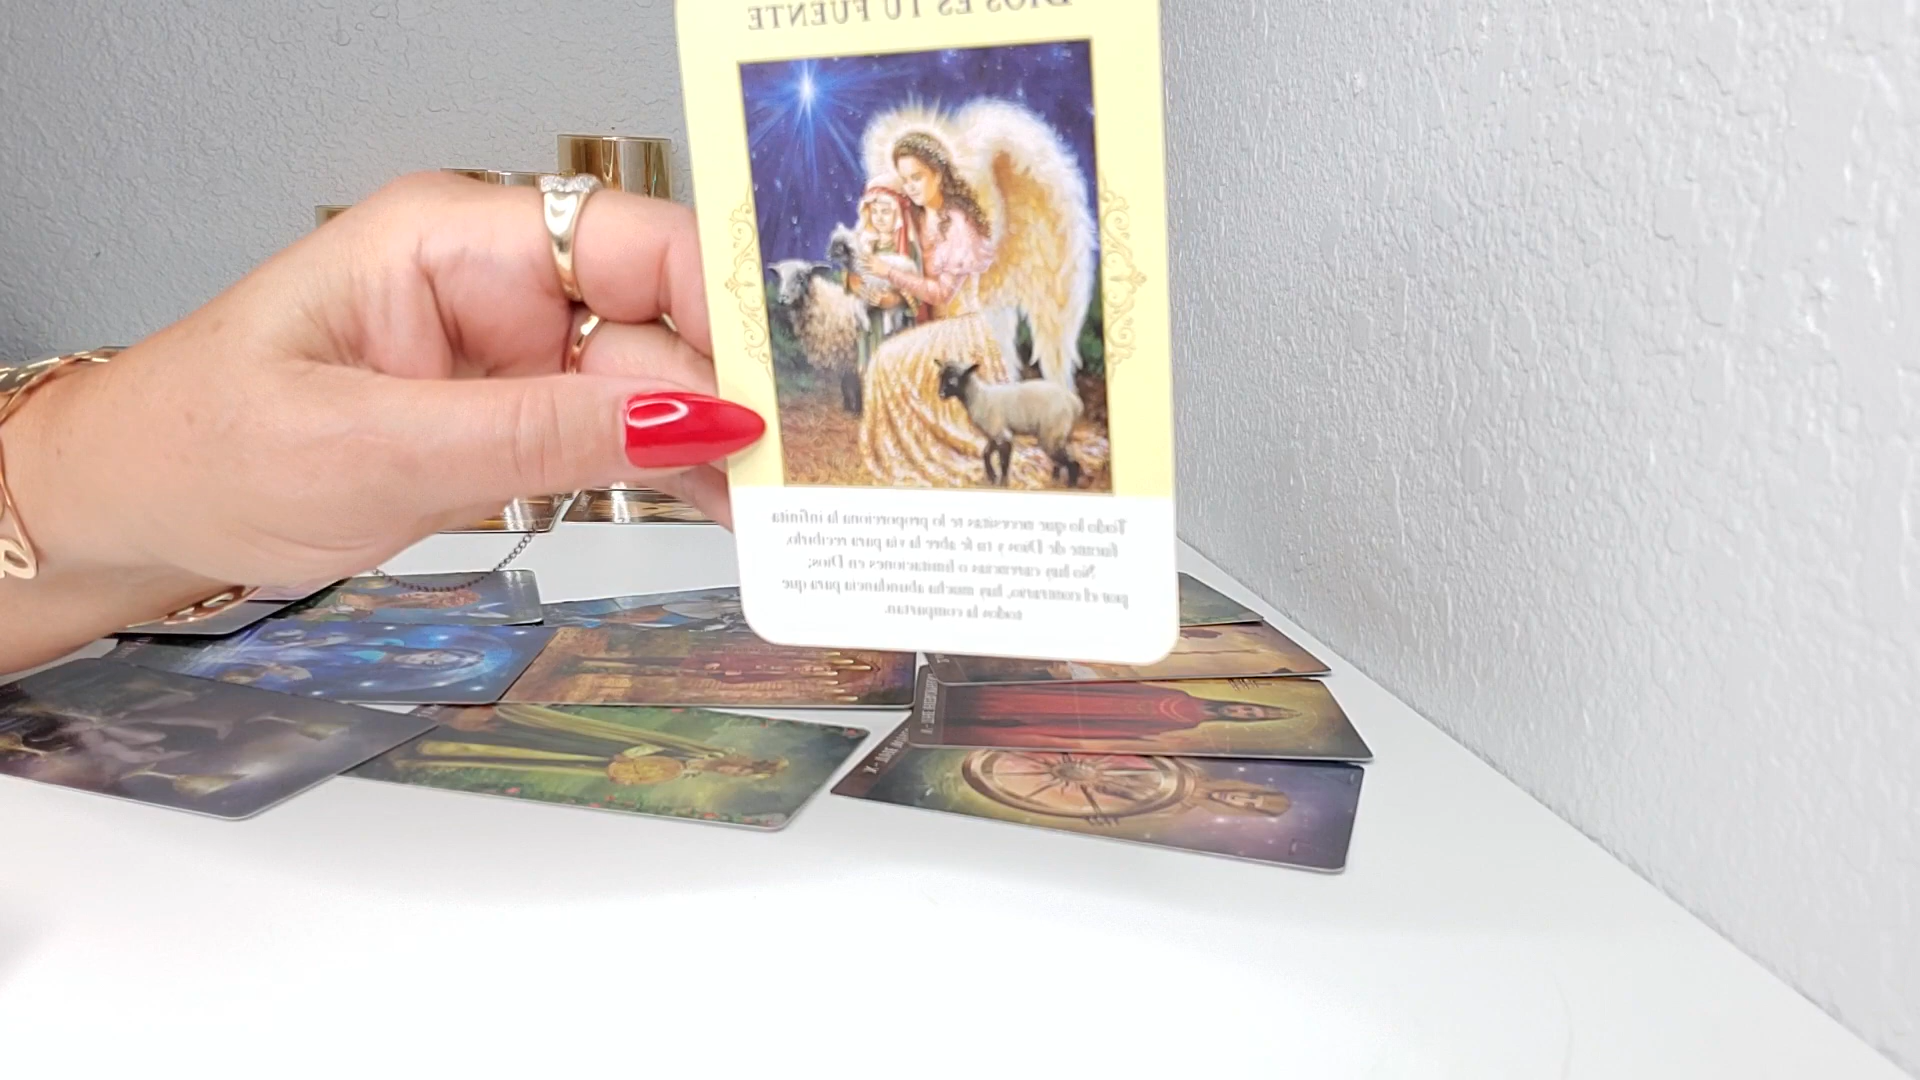 DIOS ES TU FUENTE
Todo lo que necesitas te lo proporciona la infinita
fuente de Dios y tu fe abre la vía para recibirlo.
No hay carencias o limitaciones en Dios;
por el contrario, hay mucha abundancia para que
todos la compartan.
V - THE HIEROPHANT
X -